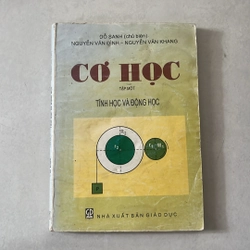 ĐỖ SANH (CHỦ BIÊN)
NGUYỄN VĂN ĐÌNH - NGUYỄN VĂN KHANG
CƠ HỌC
TẬP MỘT
TĨNH HỌC VÀ ĐỘNG HỌC
NHÀ XUẤT BẢN GIÁO DỤC